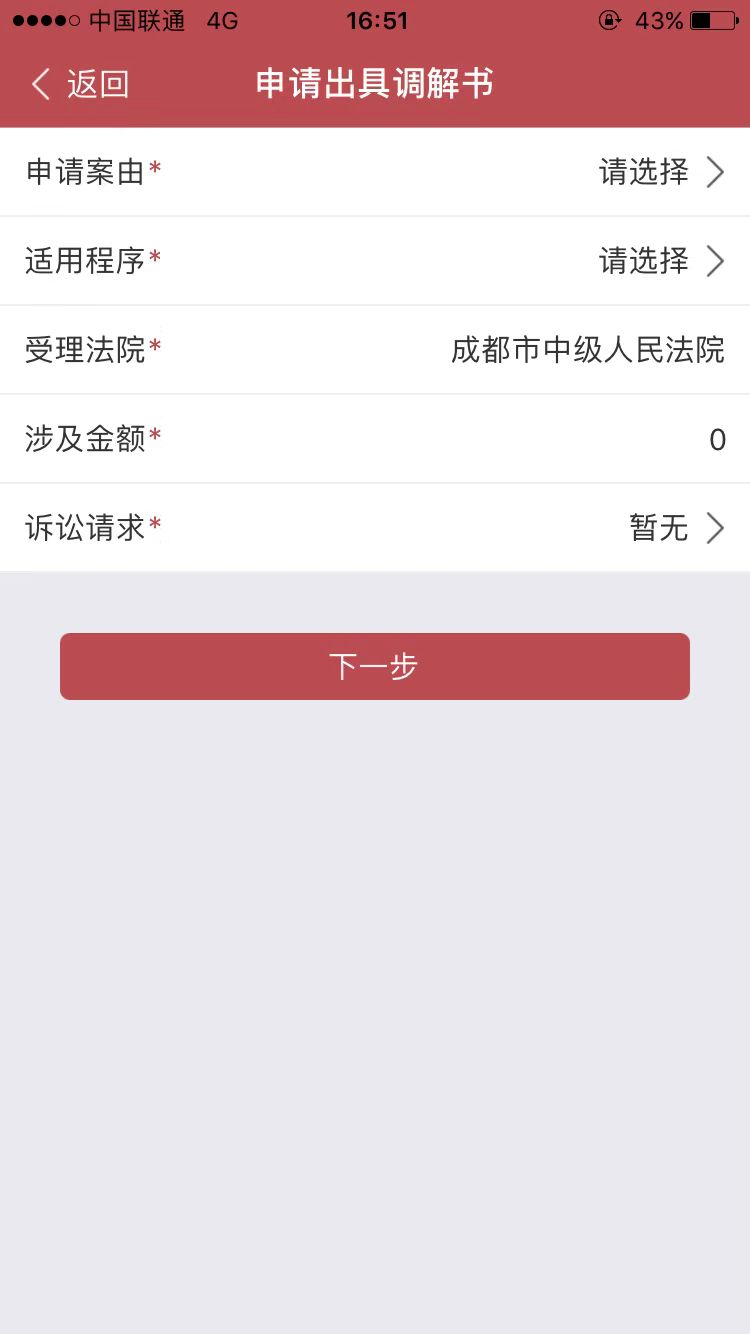 中国联通 4G 16:51 43%
返回 申请出具调解书
申请案由* 请选择
适用程序* 请选择
受理法院* 成都市中级人民法院
涉及金额* 0
诉讼请求* 暂无
下一步